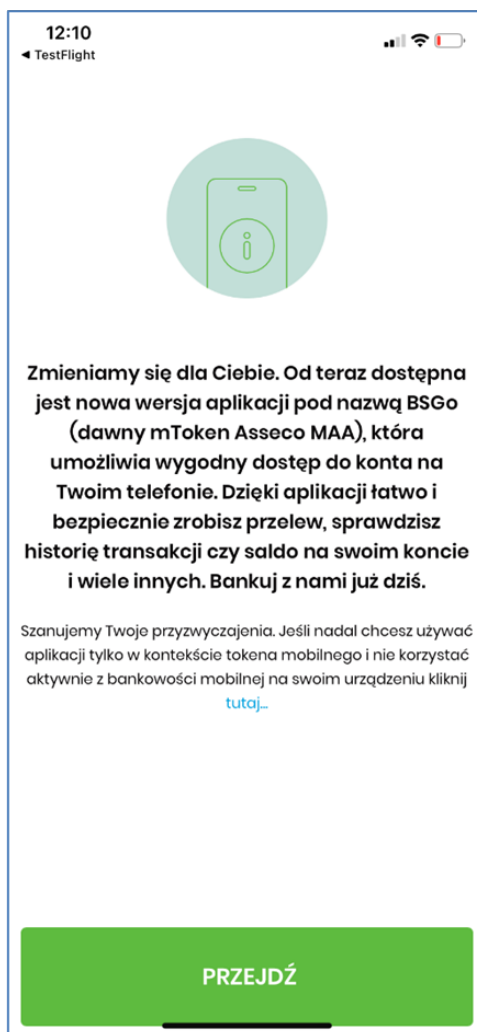 12:10
◄ TestFlight
Zmieniamy się dla Ciebie. Od teraz dostępna
jest nowa wersja aplikacji pod nazwą BSGo
(dawny mToken Asseco MAA), która
umożliwia wygodny dostęp do konta na
Twoim telefonie. Dzięki aplikacji łatwo i
bezpiecznie zrobisz przelew, sprawdzisz
historię transakcji czy saldo na swoim koncie
i wiele innych. Bankuj z nami już dziś.
Szanujemy Twoje przyzwyczajenia. Jeśli nadal chcesz używać
aplikacji tylko w kontekście tokena mobilnego i nie korzystać
aktywnie z bankowości mobilnej na swoim urządzeniu kliknij
tutaj...
PRZEJDŹ